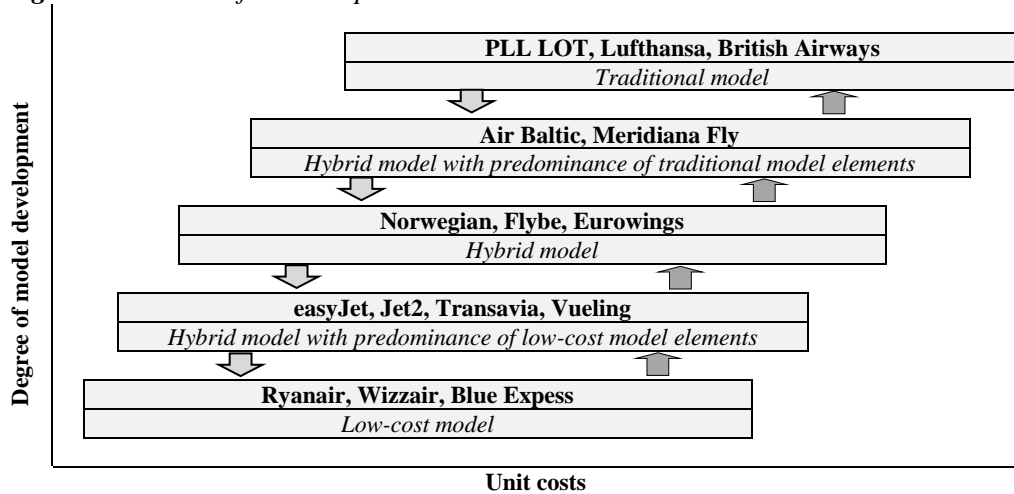 PLL LOT, Lufthansa, British Airways
Traditional model
Air Baltic, Meridiana Fly
Hybrid model with predominance of traditional model elements
Norwegian, Flybe, Eurowings
Hybrid model
easyJet, Jet2, Transavia, Vueling
Hybrid model with predominance of low-cost model elements
Ryanair, Wizzair, Blue Expess
Low-cost model
Degree of model development
Unit costs